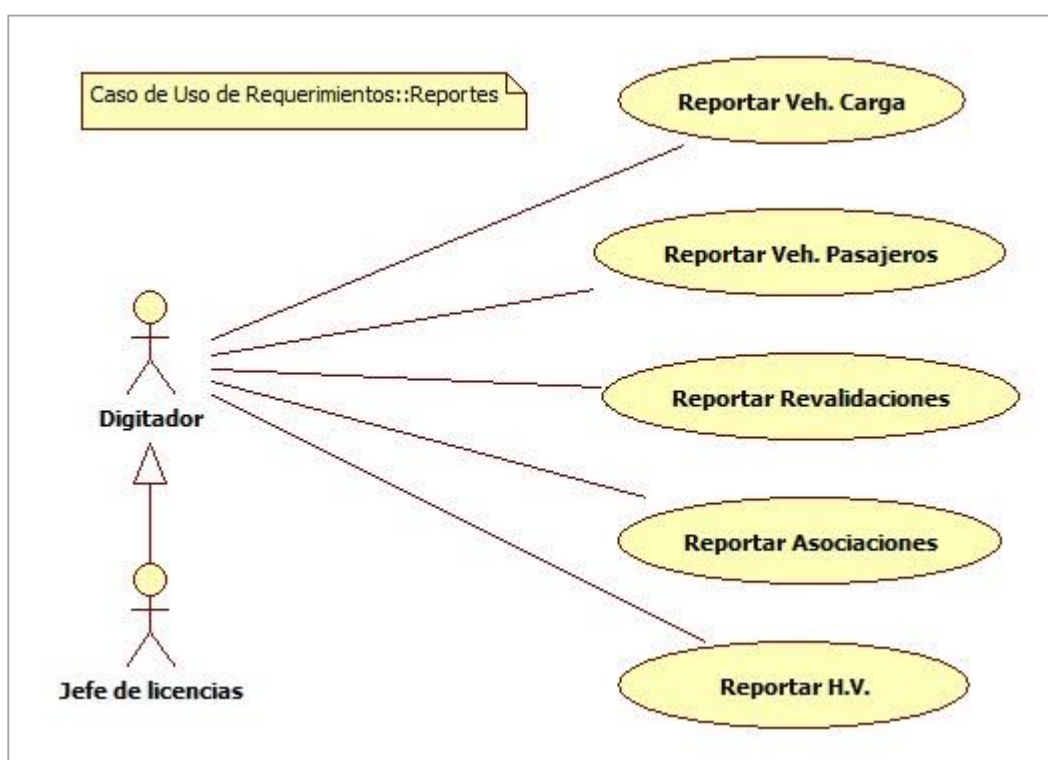 Caso de Uso de Requerimientos::Reportes
Reportar Veh. Carga
Reportar Veh. Pasajeros
Reportar Revalidaciones
Reportar Asociaciones
Reportar H.V.
Digitador
Jefe de licencias